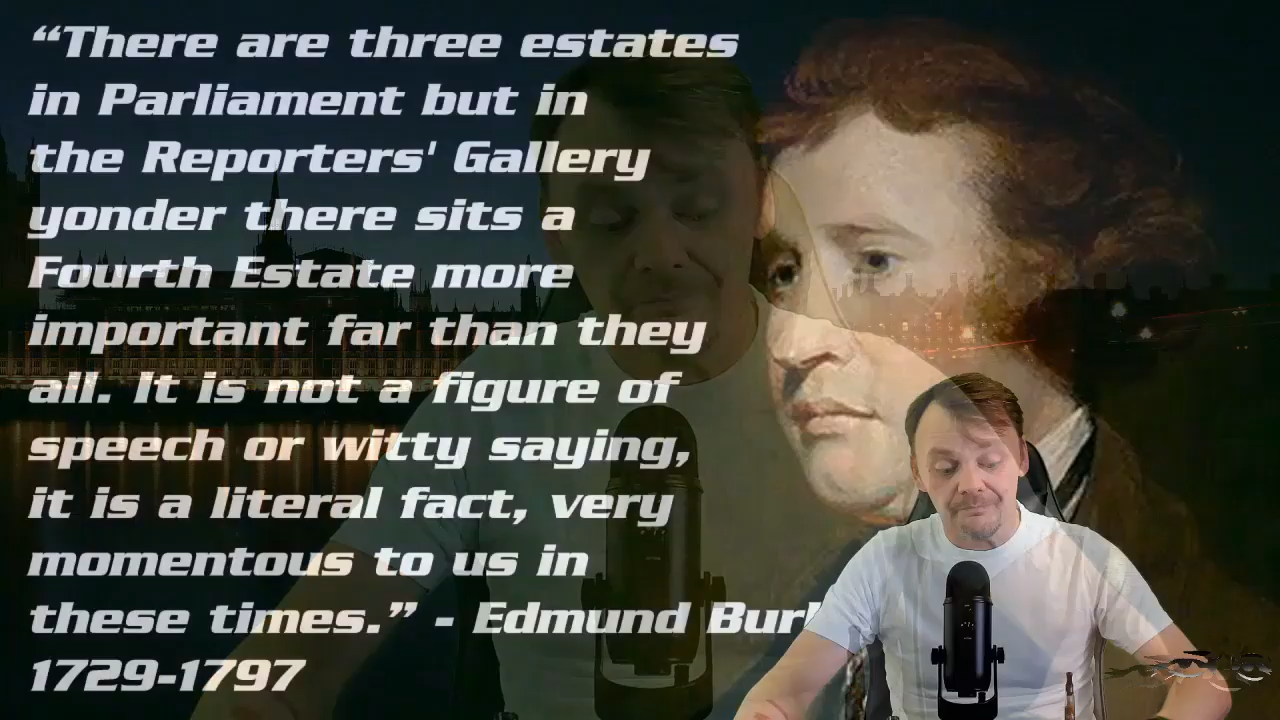 “There are three estates
in Parliament but in
the Reporters' Gallery
yonder there sits a
Fourth Estate more
important far than they
all. It is not a figure of
speech or witty saying,
it is a literal fact, very
momentous to us in
these times.” - Edmund
1729-1797